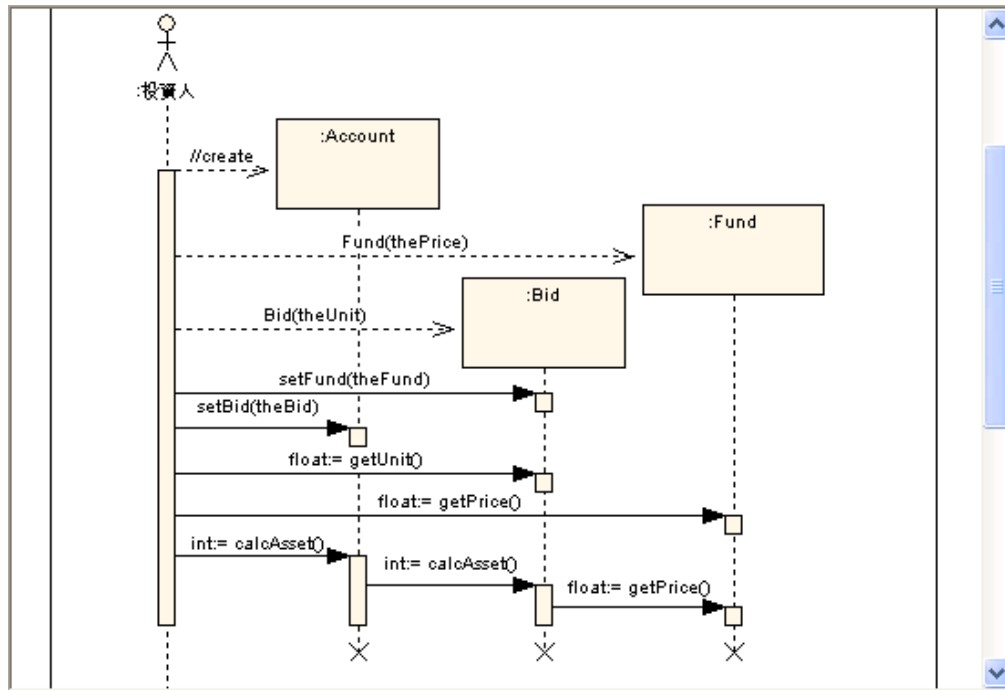 :投資人
:Account
//create
:Fund
Fund(thePrice)
:Bid
Bid(theUnit)
setFund(theFund)
setBid(theBid)
float:= getUnit()
float:= getPrice()
int:= calcAsset()
int:= calcAsset()
float:= getPrice()